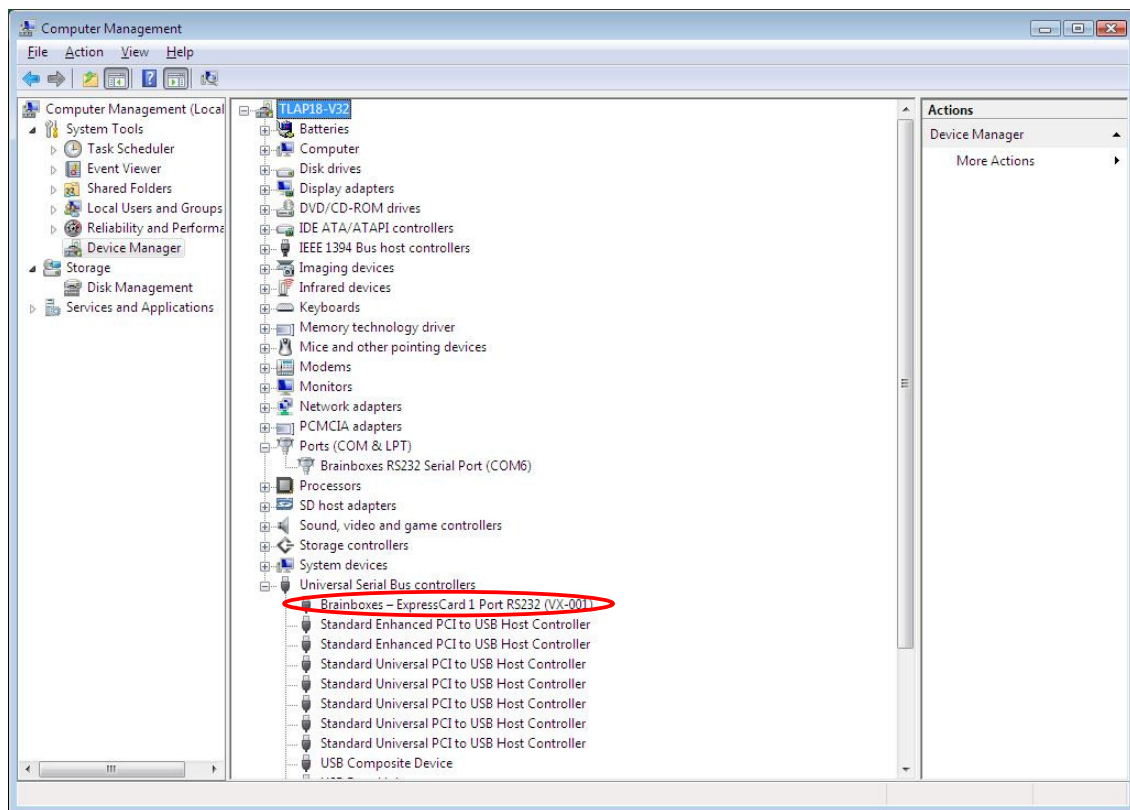 Computer Management
File Action View Help
Computer Management (Local
System Tools
Task Scheduler
Event Viewer
Shared Folders
Local Users and Groups
Reliability and Performa
Device Manager
Storage
Disk Management
Services and Applications
TLAP18-V32
Batteries
Computer
Disk drives
Display adapters
DVD/CD-ROM drives
IDE ATA/ATAPI controllers
IEEE 1394 Bus host controllers
Imaging devices
Infrared devices
Keyboards
Memory technology driver
Mice and other pointing devices
Modems
Monitors
Network adapters
PCMCIA adapters
Ports (COM & LPT)
Brainboxes RS232 Serial Port (COM6)
Processors
SD host adapters
Sound, video and game controllers
Storage controllers
System devices
Universal Serial Bus controllers
Brainboxes – ExpressCard 1 Port RS232 (VX-001)
Standard Enhanced PCI to USB Host Controller
Standard Enhanced PCI to USB Host Controller
Standard Universal PCI to USB Host Controller
Standard Universal PCI to USB Host Controller
Standard Universal PCI to USB Host Controller
Standard Universal PCI to USB Host Controller
Standard Universal PCI to USB Host Controller
USB Composite Device
Actions
Device Manager
More Actions